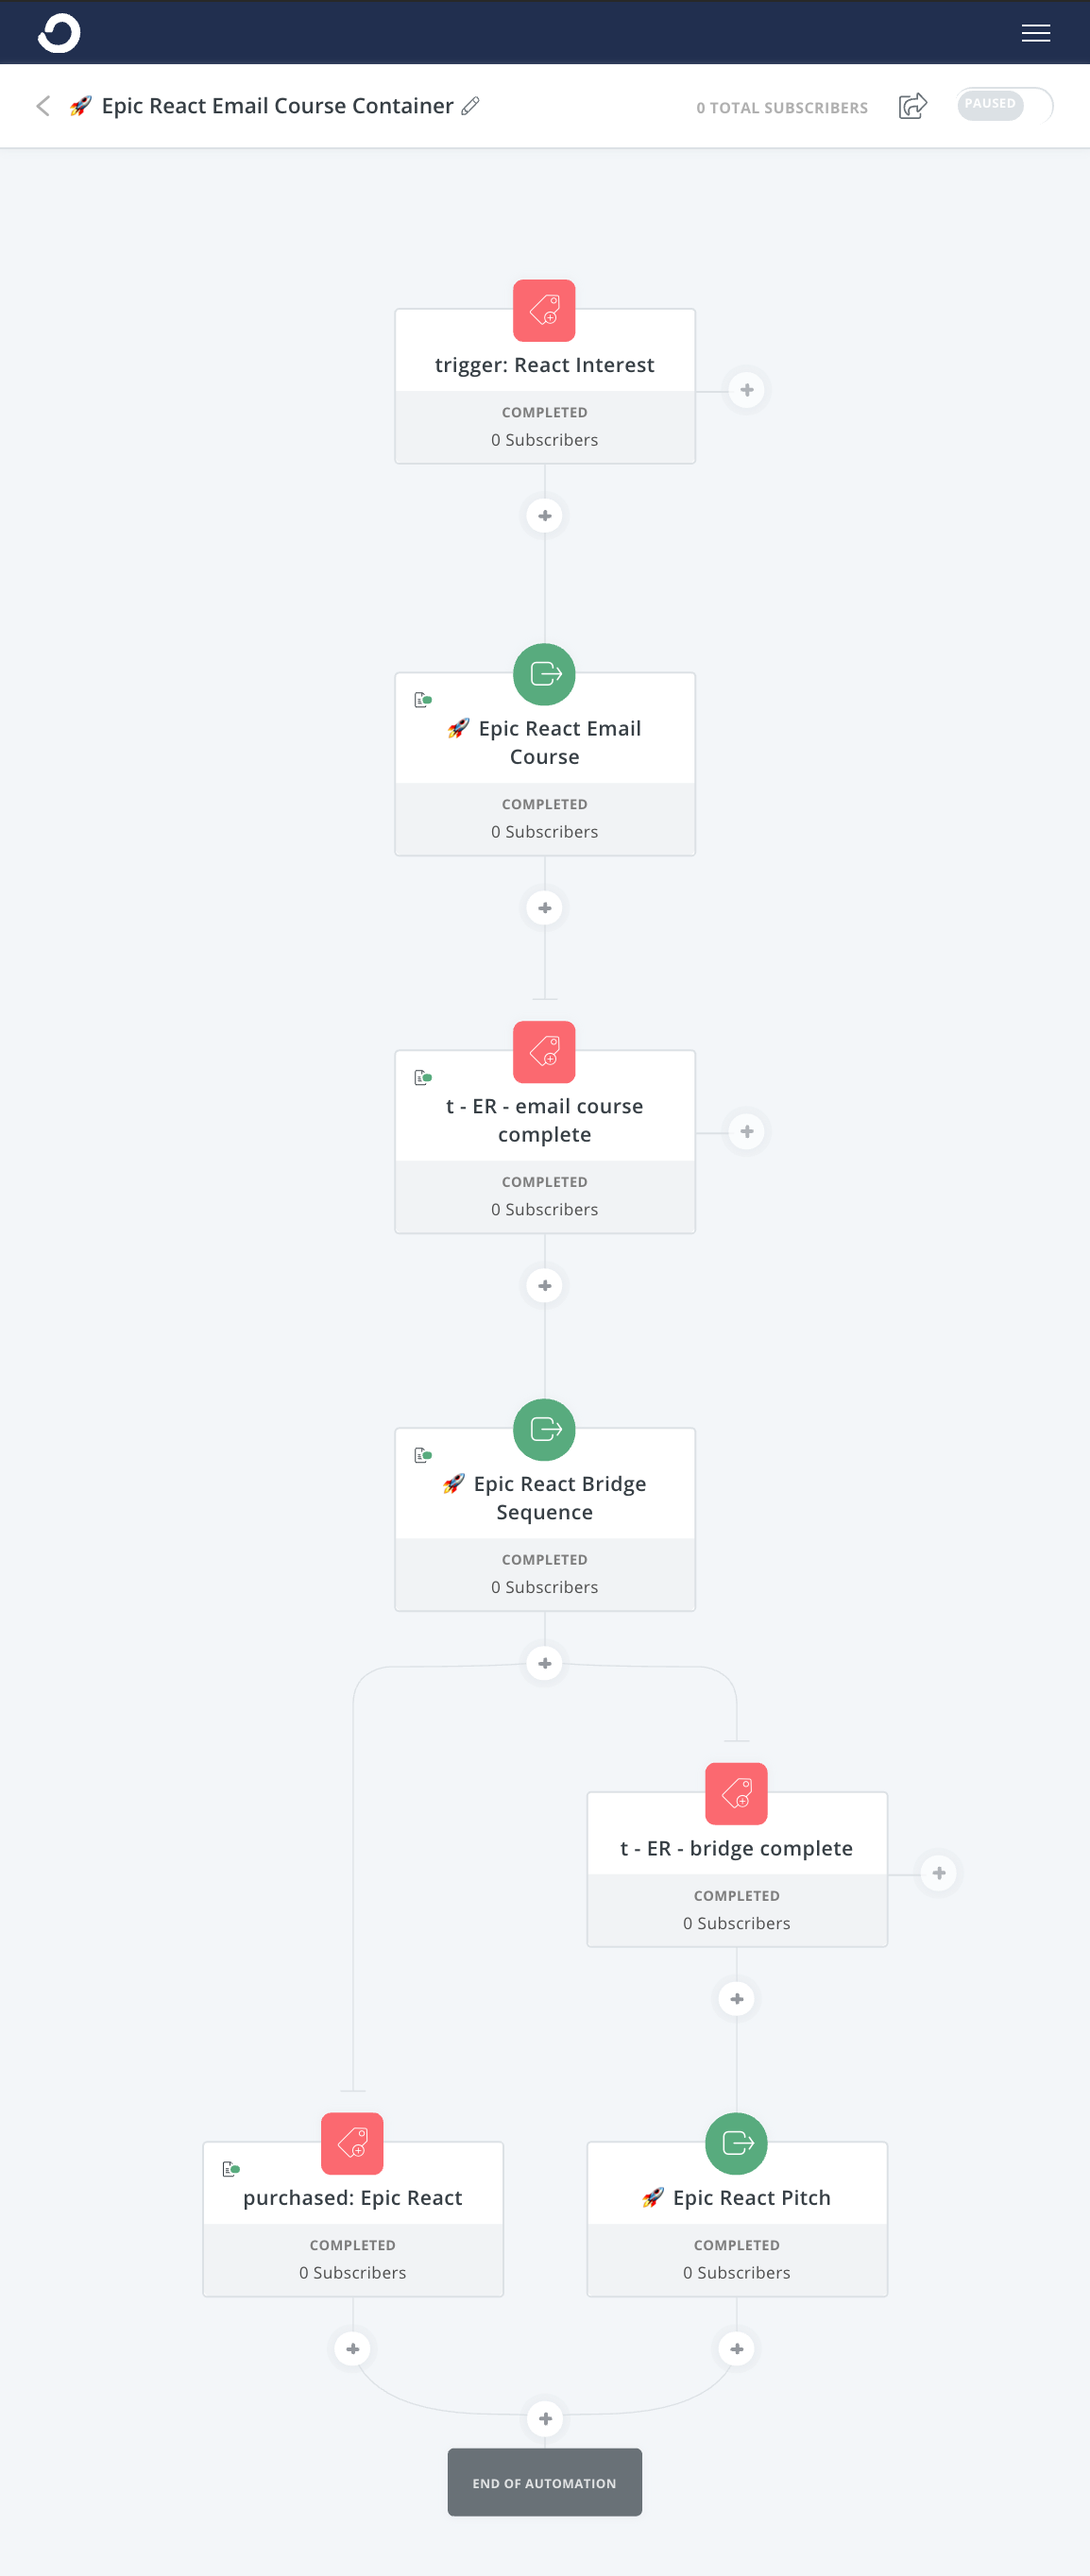 Epic React Email Course Container
0 TOTAL SUBSCRIBERS
PAUSED
trigger: React Interest
COMPLETED
0 Subscribers
Epic React Email
Course
COMPLETED
0 Subscribers
t - ER - email course
complete
COMPLETED
0 Subscribers
Epic React Bridge
Sequence
COMPLETED
0 Subscribers
t - ER - bridge complete
COMPLETED
0 Subscribers
purchased: Epic React
COMPLETED
0 Subscribers
Epic React Pitch
COMPLETED
0 Subscribers
END OF AUTOMATION